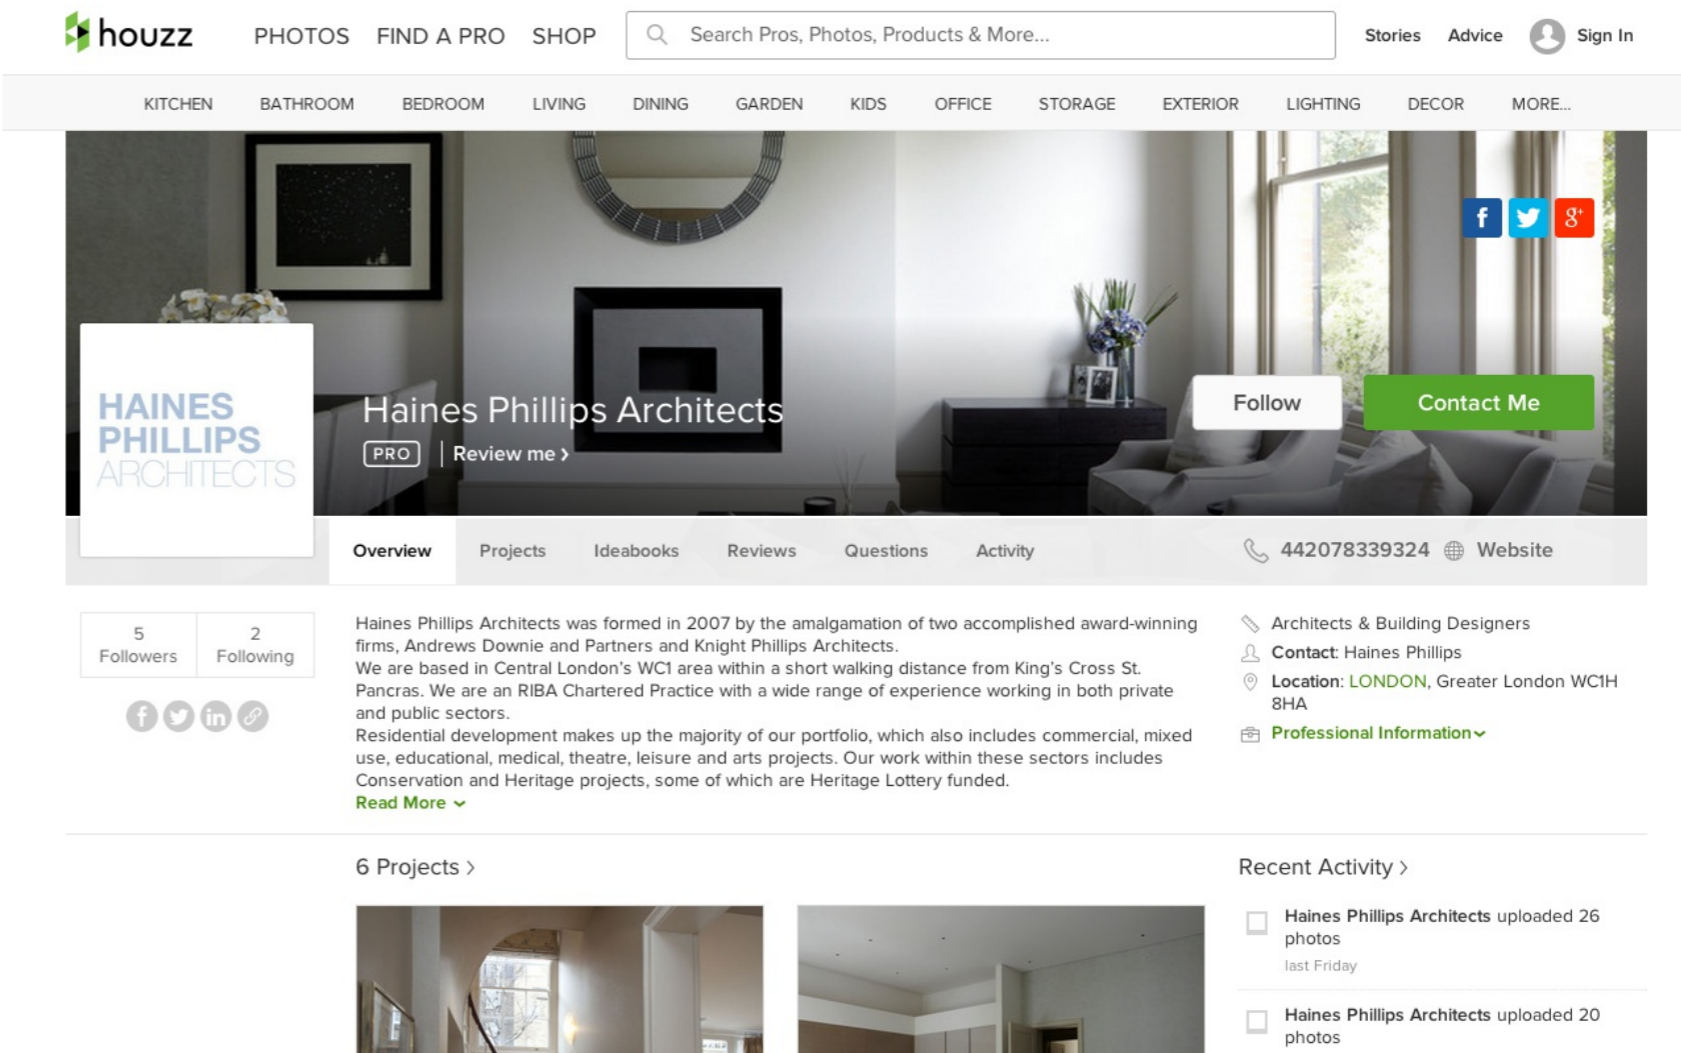 houzz
PHOTOS FIND A PRO SHOP
Search Pros, Photos, Products & More...
Stories Advice Sign In
KITCHEN BATHROOM BEDROOM LIVING DINING GARDEN KIDS OFFICE STORAGE EXTERIOR LIGHTING DECOR MORE...
f g+
HAINES
PHILLIPS
ARCHITECTS
Haines Phillips Architects
PRO Review me
Follow Contact Me
Overview Projects Ideabooks Reviews Questions Activity
442078339324 Website
5 Followers
2 Following
f in
Haines Phillips Architects was formed in 2007 by the amalgamation of two accomplished award-winning
firms, Andrews Downie and Partners and Knight Phillips Architects.
We are based in Central London's WC1 area within a short walking distance from King's Cross St.
Pancras. We are an RIBA Chartered Practice with a wide range of experience working in both private
and public sectors.
Residential development makes up the majority of our portfolio, which also includes commercial, mixed
use, educational, medical, theatre, leisure and arts projects. Our work within these sectors includes
Conservation and Heritage projects, some of which are Heritage Lottery funded.
Read More
Architects & Building Designers
Contact: Haines Phillips
Location: LONDON, Greater London WC1H
8HA
Professional Information
6 Projects >
Recent Activity >
Haines Phillips Architects uploaded 26
photos
last Friday
Haines Phillips Architects uploaded 20
photos